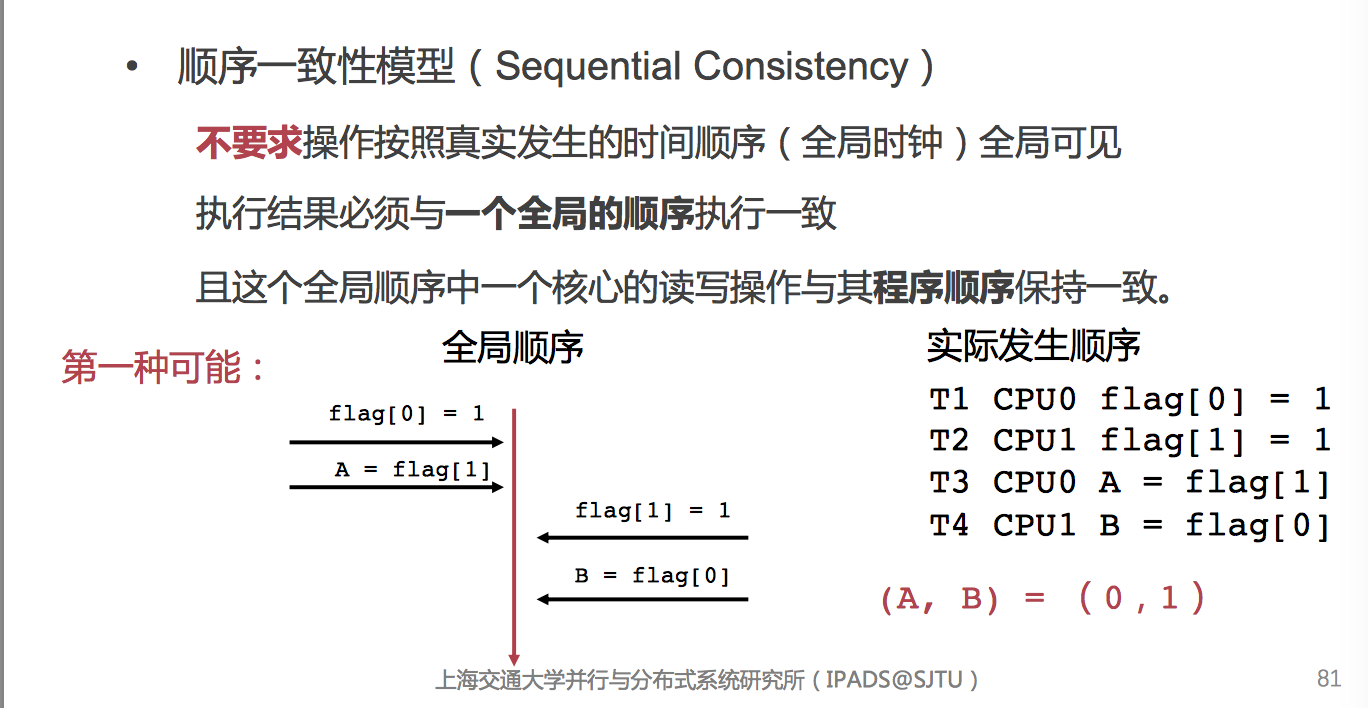 • 顺序一致性模型（Sequential Consistency）
不要求操作按照真实发生的时间顺序（全局时钟）全局可见
执行结果必须与一个全局的顺序执行一致
且这个全局顺序中一个核心的读写操作与其程序顺序保持一致。
第一种可能：
全局顺序
flag[0] = 1
A = flag[1]
flag[1] = 1
B = flag[0]
实际发生顺序
T1 CPU0 flag[0] = 1
T2 CPU1 flag[1] = 1
T3 CPU0 A = flag[1]
T4 CPU1 B = flag[0]
(A, B) = （0,1）
上海交通大学并行与分布式系统研究所（IPADS@SJTU）
81